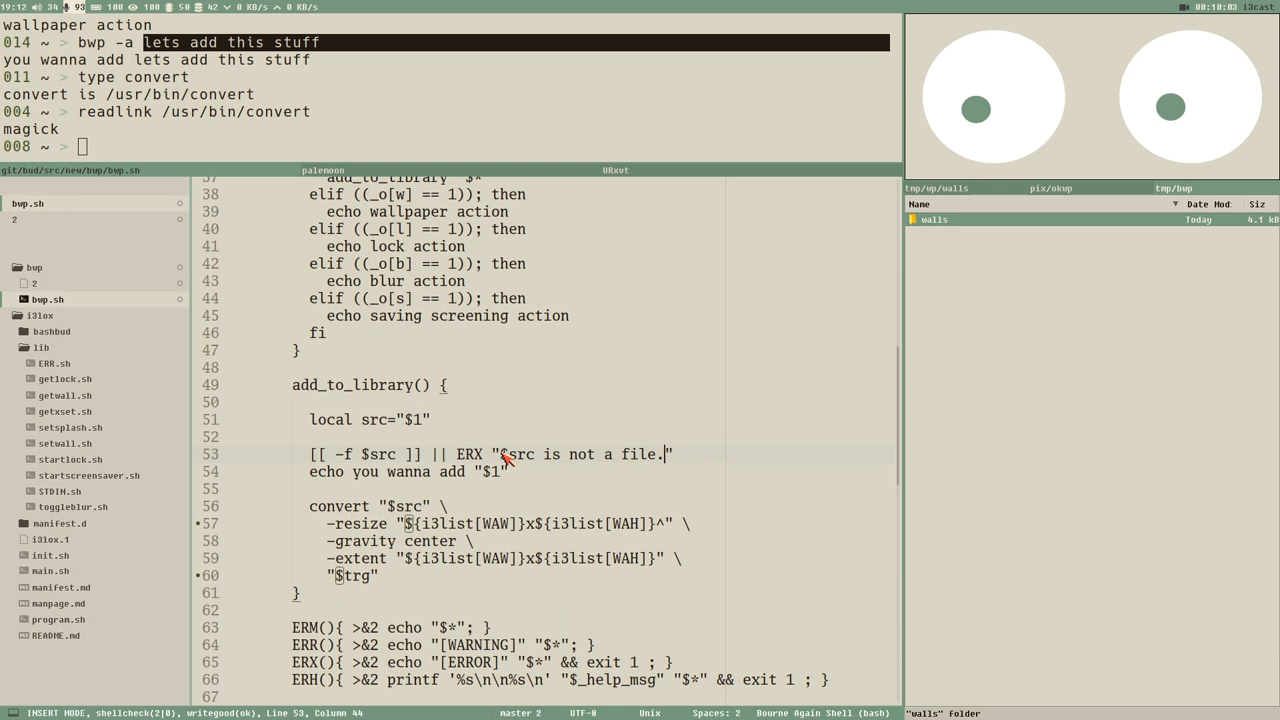 19:12 34 93 100 100 50 42 0 KB/s 0 KB/s
00:10:03 i3cast
wallpaper action
014 ~ > bwp -a lets add this stuff
you wanna add lets add this stuff
011 ~ > type convert
convert is /usr/bin/convert
004 ~ > readlink /usr/bin/convert
magick
008 ~ >
git/bud/src/new/bwp/bwp.sh palemoon URxvt
bwp.sh
2
bwp
2
bwp.sh
i3lox
bashbud
lib
ERR.sh
getlock.sh
getwall.sh
getxset.sh
setsplash.sh
setwall.sh
startlock.sh
startscreensaver.sh
STDIN.sh
toggleblur.sh
manifest.d
i3lox.1
init.sh
main.sh
manifest.md
manpage.md
program.sh
README.md
37 add_to_library "$*"
38 elif ((_o[w] == 1)); then
39 echo wallpaper action
40 elif ((_o[l] == 1)); then
41 echo lock action
42 elif ((_o[b] == 1)); then
43 echo blur action
44 elif ((_o[s] == 1)); then
45 echo saving screening action
46 fi
47 }
48
49 add_to_library() {
50
51 local src="$1"
52
53 [[ -f $src ]] || ERX "$src is not a file."
54 echo you wanna add "$1"
55
56 convert "$src" \
57 -resize "${i3list[WAW]}x${i3list[WAH]}^" \
58 -gravity center \
59 -extent "${i3list[WAW]}x${i3list[WAH]}" \
60 "$trg"
61 }
62
63 ERM(){ >&2 echo "$*"; }
64 ERR(){ >&2 echo "[WARNING]" "$*"; }
65 ERX(){ >&2 echo "[ERROR]" "$*" && exit 1 ; }
66 ERH(){ >&2 printf '%s\n\n%s\n' "$_help_msg" "$*" && exit 1 ; }
67
INSERT MODE, shellcheck(2|0), writegood(ok), Line 53, Column 44 master 2 UTF-8 Unix Spaces: 2 Bourne Again Shell (bash)
tmp/wp/walls pix/okwp tmp/bwp
Name Date Mod: Siz
walls Today 4.1 k
"walls" folder